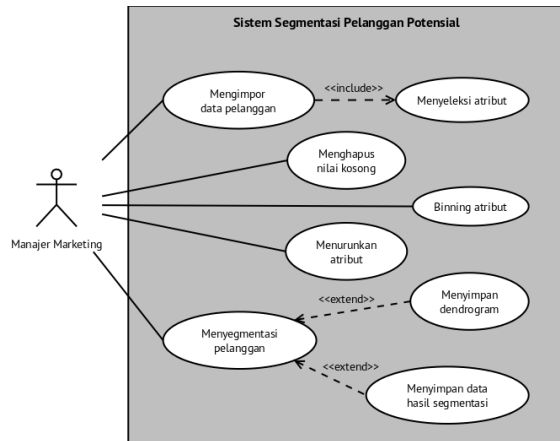 Sistem Segmentasi Pelanggan Potensial
Mengimpor
data pelanggan
<<include>>
Menyeleksi atribut
Menghapus
nilai kosong
Binning atribut
Manajer Marketing
Menurunkan
atribut
<<extend>>
Menyimpan
dendrogram
Menyegmentasi
pelanggan
<<extend>>
Menyimpan data
hasil segmentasi